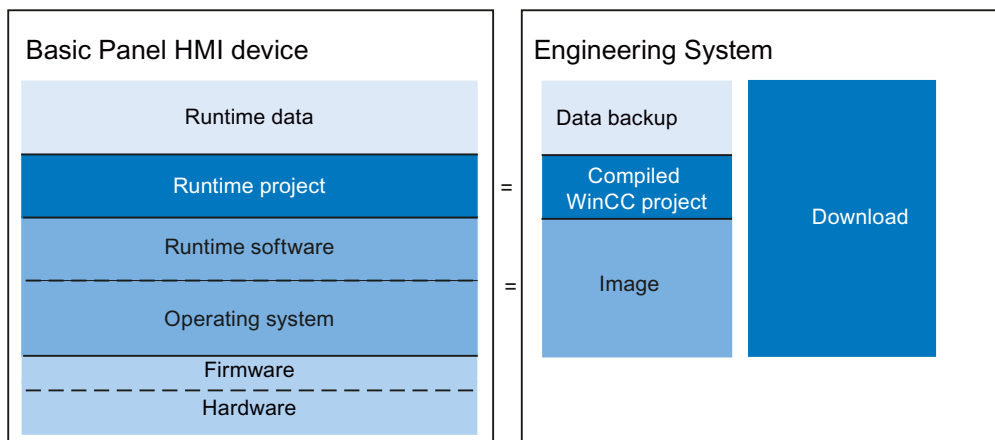 Basic Panel HMI device
Runtime data
Runtime project
Runtime software
Operating system
Firmware
Hardware
=
=
Engineering System
Data backup
Compiled
WinCC project
Image
Download